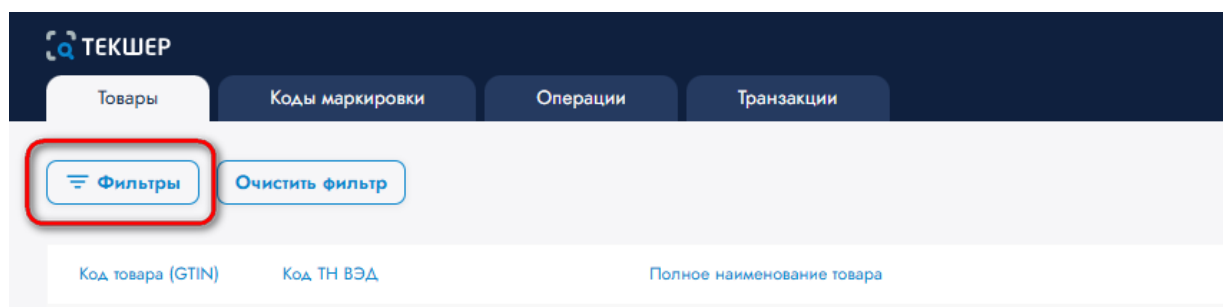 ТЕКШЕР
Товары Коды маркировки Операции Транзакции
Фильтры Очистить фильтр
Код товара (GTIN) Код ТН ВЭД Полное наименование товара